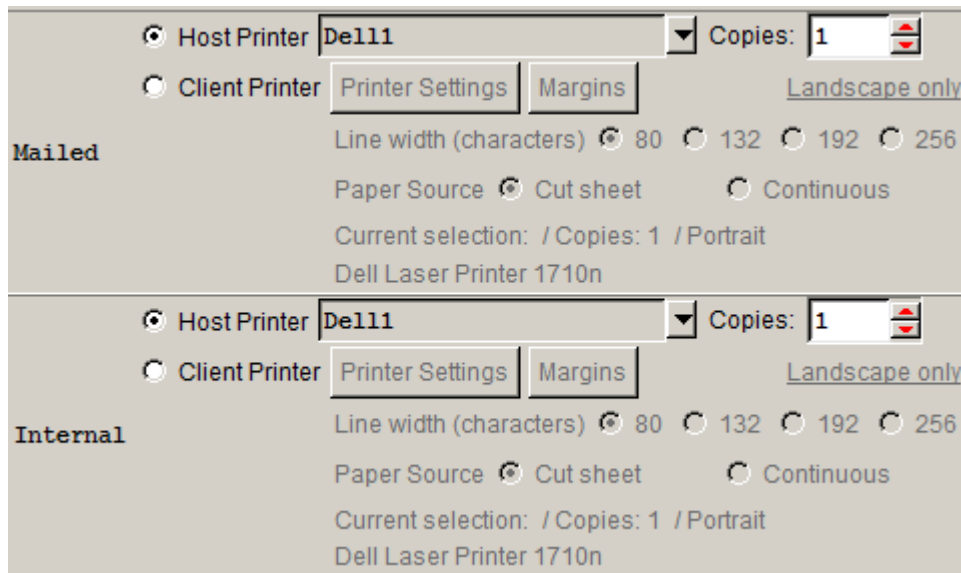 Host Printer Dell1 Copies: 1
Client Printer Printer Settings Margins Landscape only
Mailed
Line width (characters) 80 132 192 256
Paper Source Cut sheet Continuous
Current selection: / Copies: 1 / Portrait
Dell Laser Printer 1710n
Host Printer Dell1 Copies: 1
Client Printer Printer Settings Margins Landscape only
Internal
Line width (characters) 80 132 192 256
Paper Source Cut sheet Continuous
Current selection: / Copies: 1 / Portrait
Dell Laser Printer 1710n